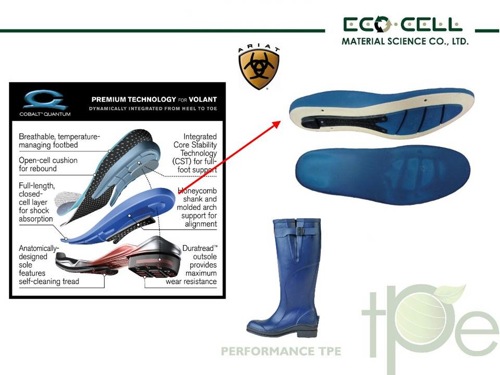 ECO CELL
MATERIAL SCIENCE CO., LTD.
ARIAT
PREMIUM TECHNOLOGY FOR VOLANT
DYNAMICALLY INTEGRATED FROM HEEL TO TOE
COBALT™ QUANTUM
Breathable, temperature-
managing footbed
Open-cell cushion
for rebound
Full-length,
closed-
cell layer
for shock
absorption
Anatomically-
designed
sole
features
self-cleaning tread
Integrated
Core Stability
Technology
(CST) for full-
foot support
Honeycomb
shank and
molded arch
support for
alignment
Duratread™
outsole
provides
maximum
wear resistance
PERFORMANCE TPE
tpe